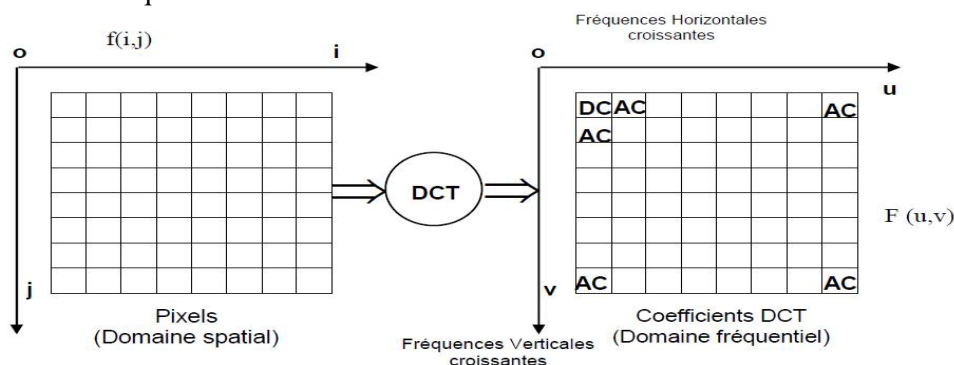 f(i,j)
o
i
j
Pixels
(Domaine spatial)
DCT
Fréquences Horizontales
croissantes
o
u
DC AC AC
AC
AC AC
v
F (u,v)
Fréquences Verticales
croissantes
Coefficients DCT
(Domaine fréquentiel)